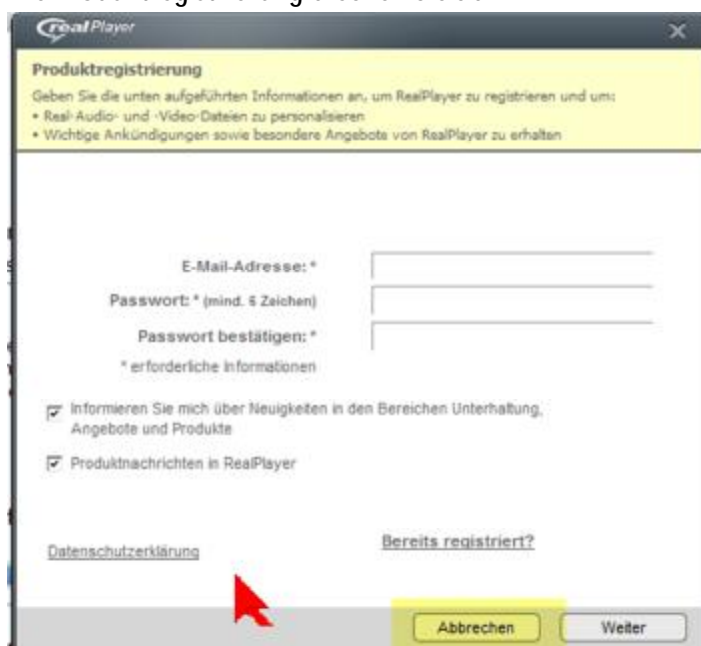 realPlayer
Produktregistrierung
Geben Sie die unten aufgeführten Informationen an, um RealPlayer zu registrieren und um:
• Real-Audio- und -Video-Dateien zu personalisieren
• Wichtige Ankündigungen sowie besondere Angebote von RealPlayer zu erhalten
E-Mail-Adresse: *
Passwort: * (mind. 6 Zeichen)
Passwort bestätigen: *
* erforderliche Informationen
Informieren Sie mich über Neuigkeiten in den Bereichen Unterhaltung,
Angebote und Produkte
Produktnachrichten in RealPlayer
Bereits registriert?
Datenschutzerklärung
Abbrechen Weiter